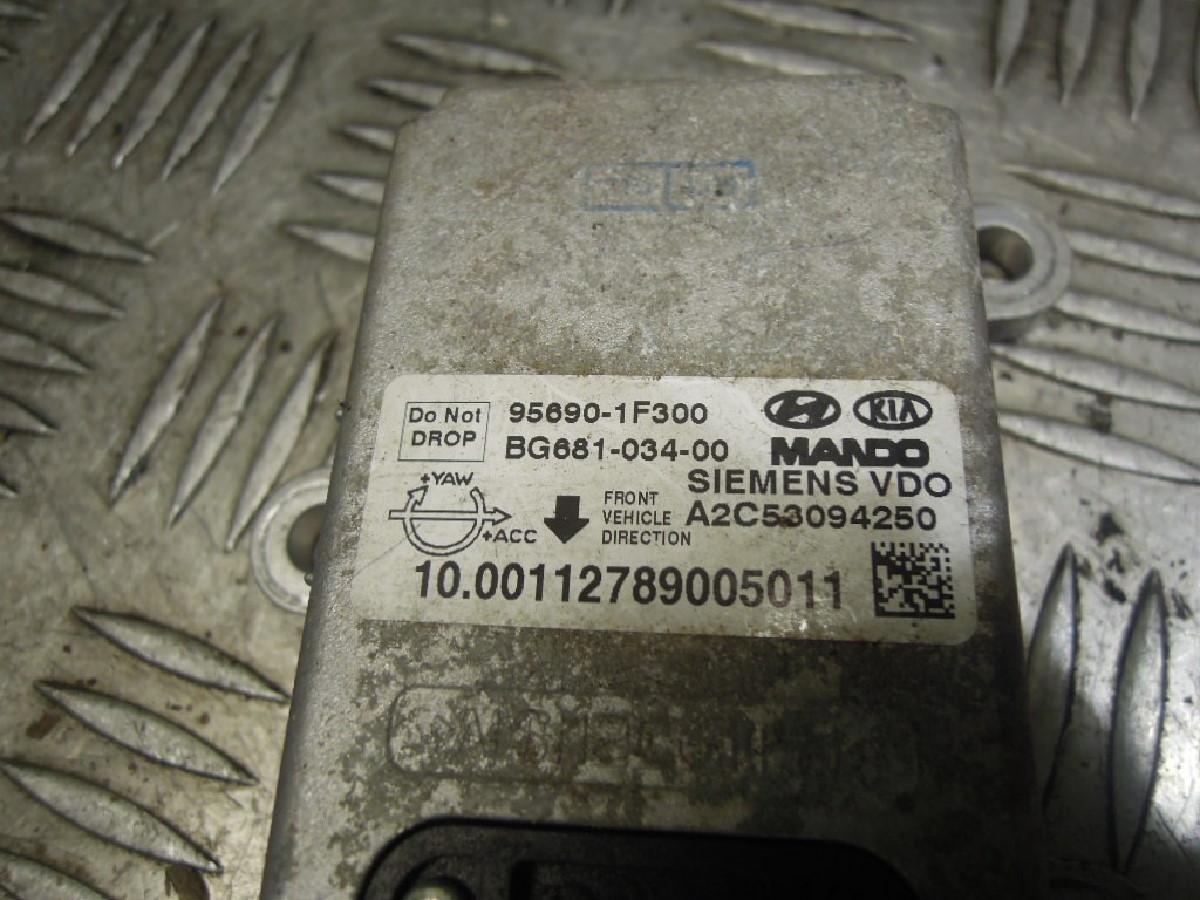 Do Not
DROP
95690-1F300
BG681-034-00
KIA
MANDO
SIEMENS VDO
A2C53094250
+YAW
+ACC
FRONT
VEHICLE
DIRECTION
10.00112789005011